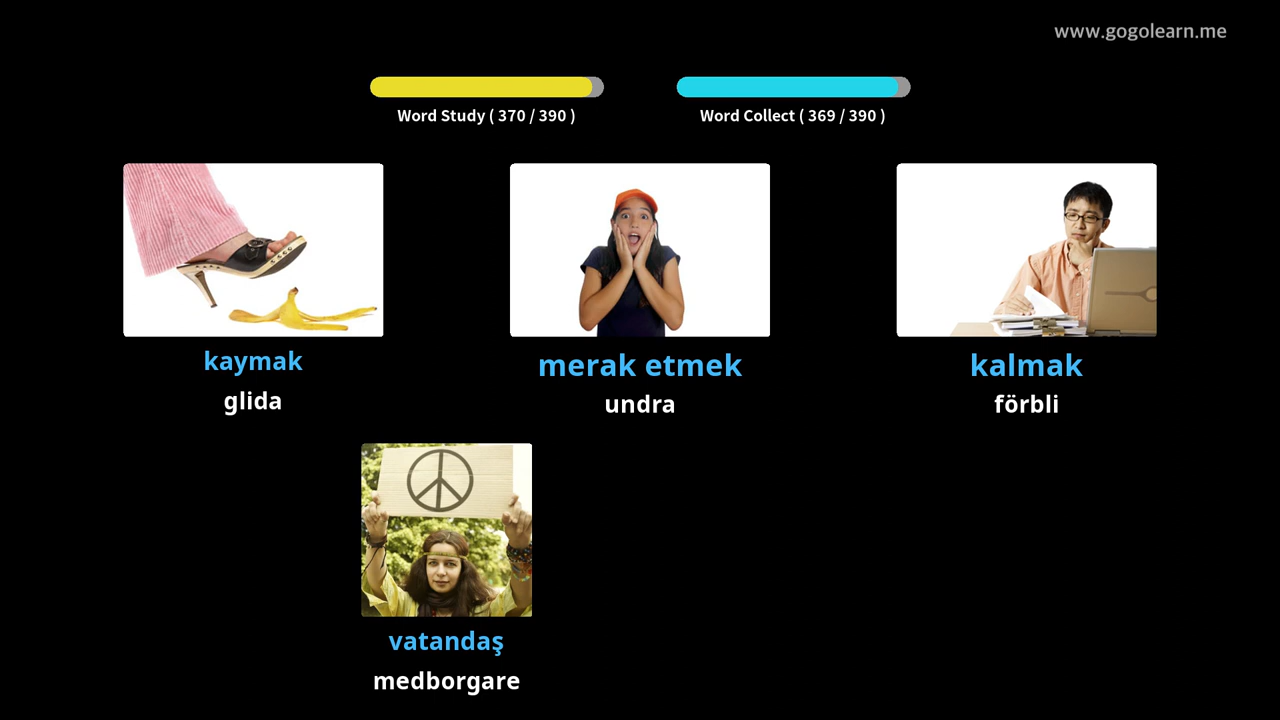 www.gogolearn.me
Word Study ( 370 / 390 )
Word Collect ( 369 / 390 )
kaymak
glida
merak etmek
undra
kalmak
förbli
vatandaş
medborgare